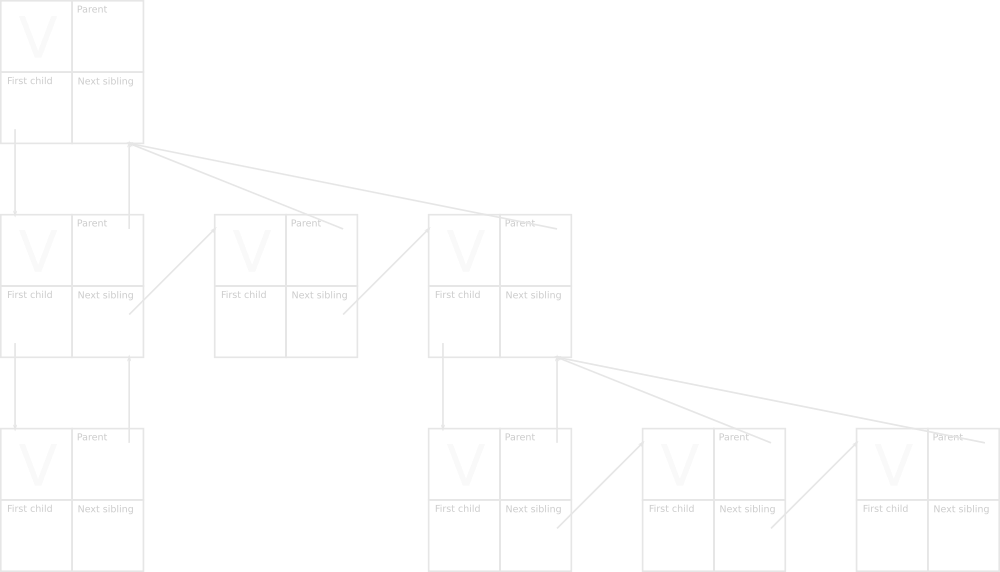 V Parent
First child Next sibling
V Parent V Parent V Parent
First child Next sibling First child Next sibling First child Next sibling
V Parent V Parent V Parent V Parent
First child Next sibling First child Next sibling First child Next sibling First child Next sibling